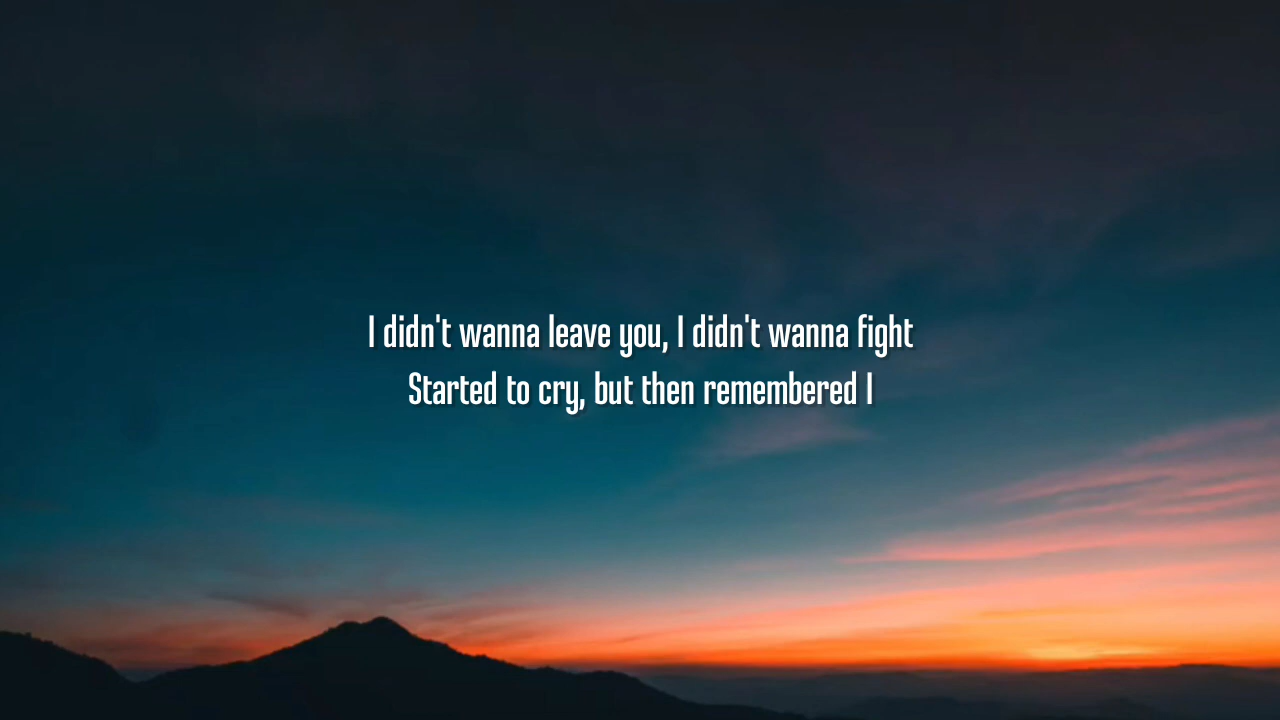 I didn't wanna leave you, I didn't wanna fight
Started to cry, but then remembered I